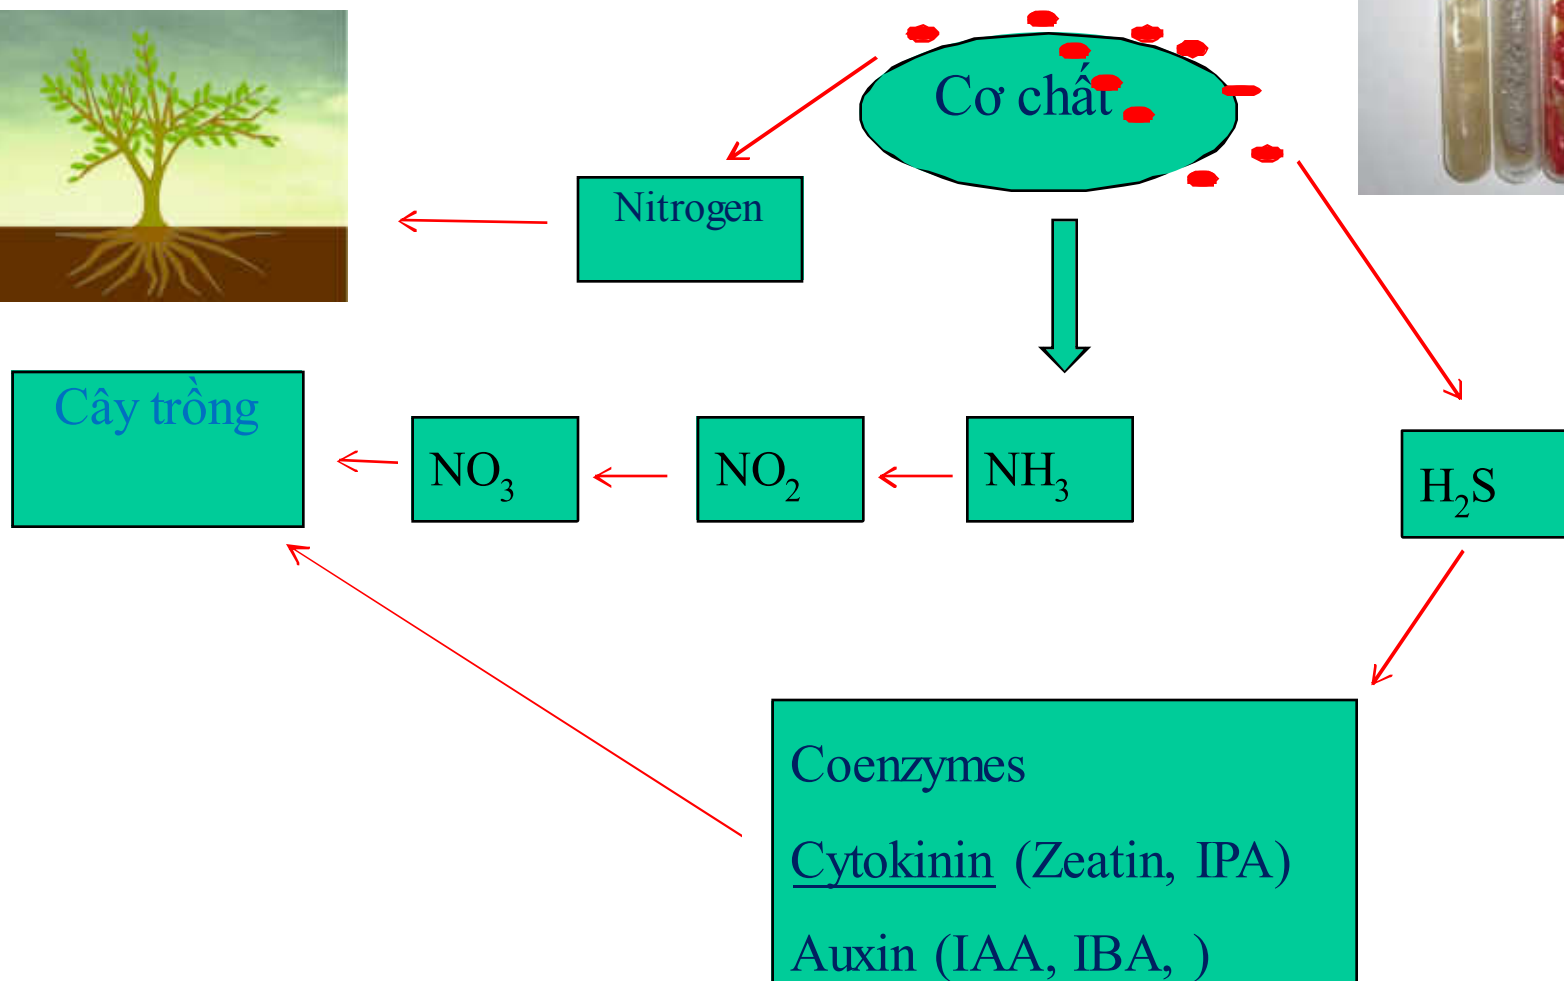 Cơ chất
Nitrogen
Cây trồng
NO3
NO2
NH3
H2S
Coenzymes
Cytokinin (Zeatin, IPA)
Auxin (IAA, IBA, )